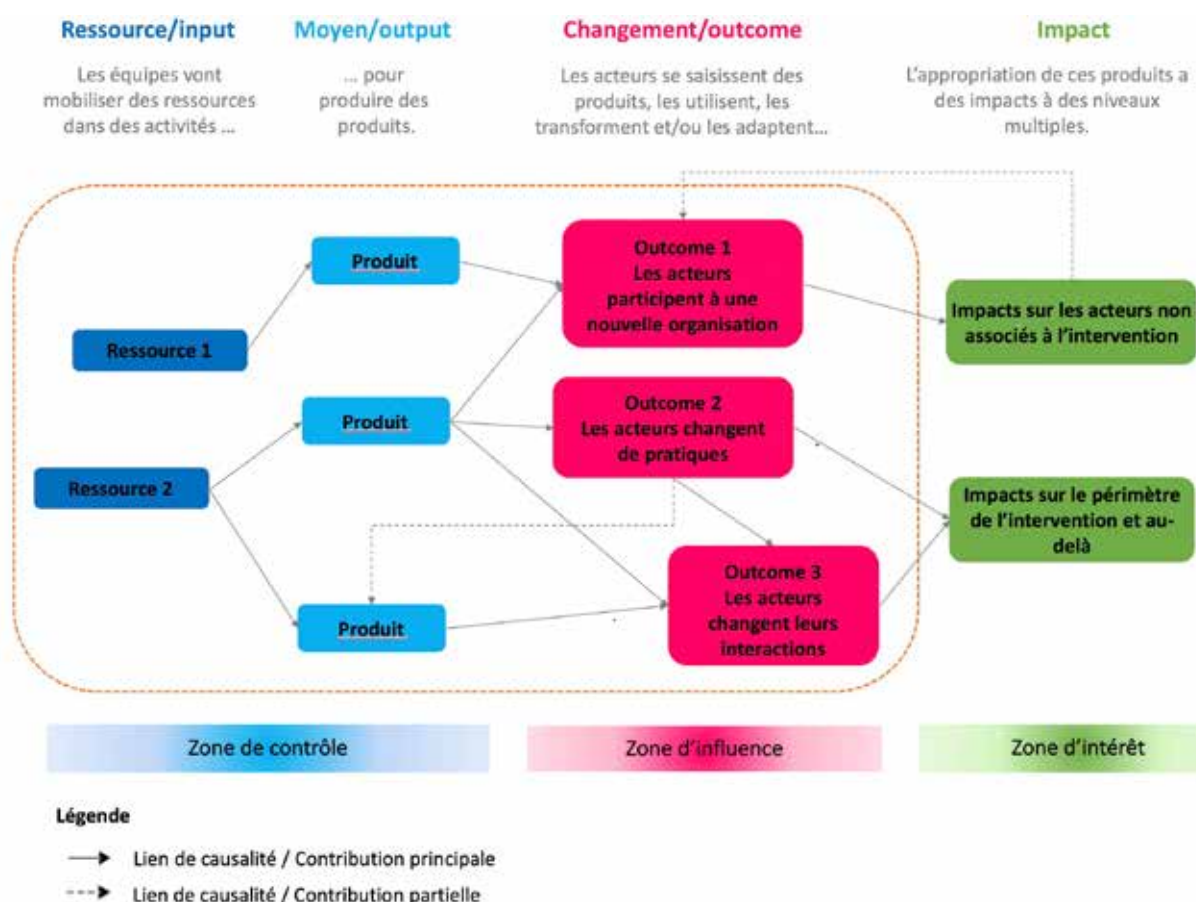 Ressource/input
Les équipes vont
mobiliser des ressources
dans des activités ...
Moyen/output
... pour
produire des
produits.
Changement/outcome
Les acteurs se saisissent des
produits, les utilisent, les
transforment et/ou les adaptent...
Impact
L'appropriation de ces produits a
des impacts à des niveaux
multiples.
Ressource 1
Ressource 2
Produit
Produit
Produit
Outcome 1
Les acteurs
participent à une
nouvelle organisation
Outcome 2
Les acteurs changent
de pratiques
Outcome 3
Les acteurs
changent leurs
interactions
Impacts sur les acteurs non
associés à l'intervention
Impacts sur le périmètre
de l'intervention et au-
delà
Zone de contrôle
Zone d'influence
Zone d'intérêt
Légende
Lien de causalité / Contribution principale
Lien de causalité / Contribution partielle